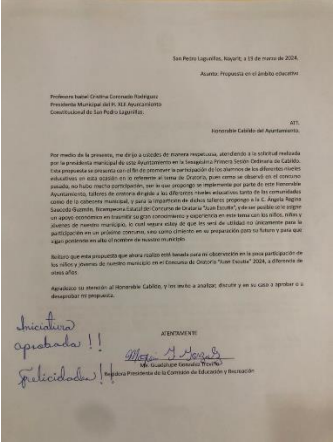 San Pedro Lagunillas, Nayarit; a 19 de marzo de 2024.
Asunto: Propuesta en el ámbito educativo
Profesora Isabel Cristina Coronado Rodríguez
Presidente Municipal del H. XLI Ayuntamiento
Constitucional de San Pedro Lagunillas.
ATT.
Honorable Cabildo del Ayuntamiento.
Por medio de la presente, me dirijo a ustedes de manera respetuosa, atendiendo a la solicitud realizada
por la presidenta municipal de este Ayuntamiento en la Sexagésima Primera Sesión Ordinaria de Cabildo.
Esta propuesta se presenta con el fin de promover la participación de los alumnos de los diferentes niveles
educativos en esta ocasión en lo referente al tema de Oratoria, pues como se observó en el concurso
pasado, no hubo mucha participación, por lo que propongo se implemente por parte de este Honorable
Ayuntamiento, talleres de oratoria dirigido a los diferentes niveles educativos tanto de las comunidades
como de la cabecera municipal, y para la impartición de dichos talleres propongo a la C. Ángela Regina
Saucedo Guzmán, Bicampeona Estatal del Concurso de Oratoria "Juan Escutia", y de ser posible se le asigne
un apoyo económico en trasmitir su gran conocimiento y experiencia en este tema con los niños, niñas y
jóvenes de nuestro municipio, lo cual segura estoy de que les será de utilidad no únicamente para la
participación en un próximo concurso, sino como cimiento en su preparación para su futuro y para que
sigan poniendo en alto el nombre de nuestro municipio.
Reitero que esta propuesta que ahora realizo está basada por mi observación en la poca participación de
los niños y jóvenes de nuestro municipio en el Concurso de Oratoria "Juan Escutia" 2024, a diferencia de
otros años.
Agradezco su atención al Honorable Cabildo, y les invito a analizar, discutir y en su caso a aprobar o a
desaprobar mi propuesta.
Iniciativa
aprobada !!
Felicidades!!
ATENTAMENTE
Guadalupe González
Regidora Presidenta de la Comisión de Educación y Recreación